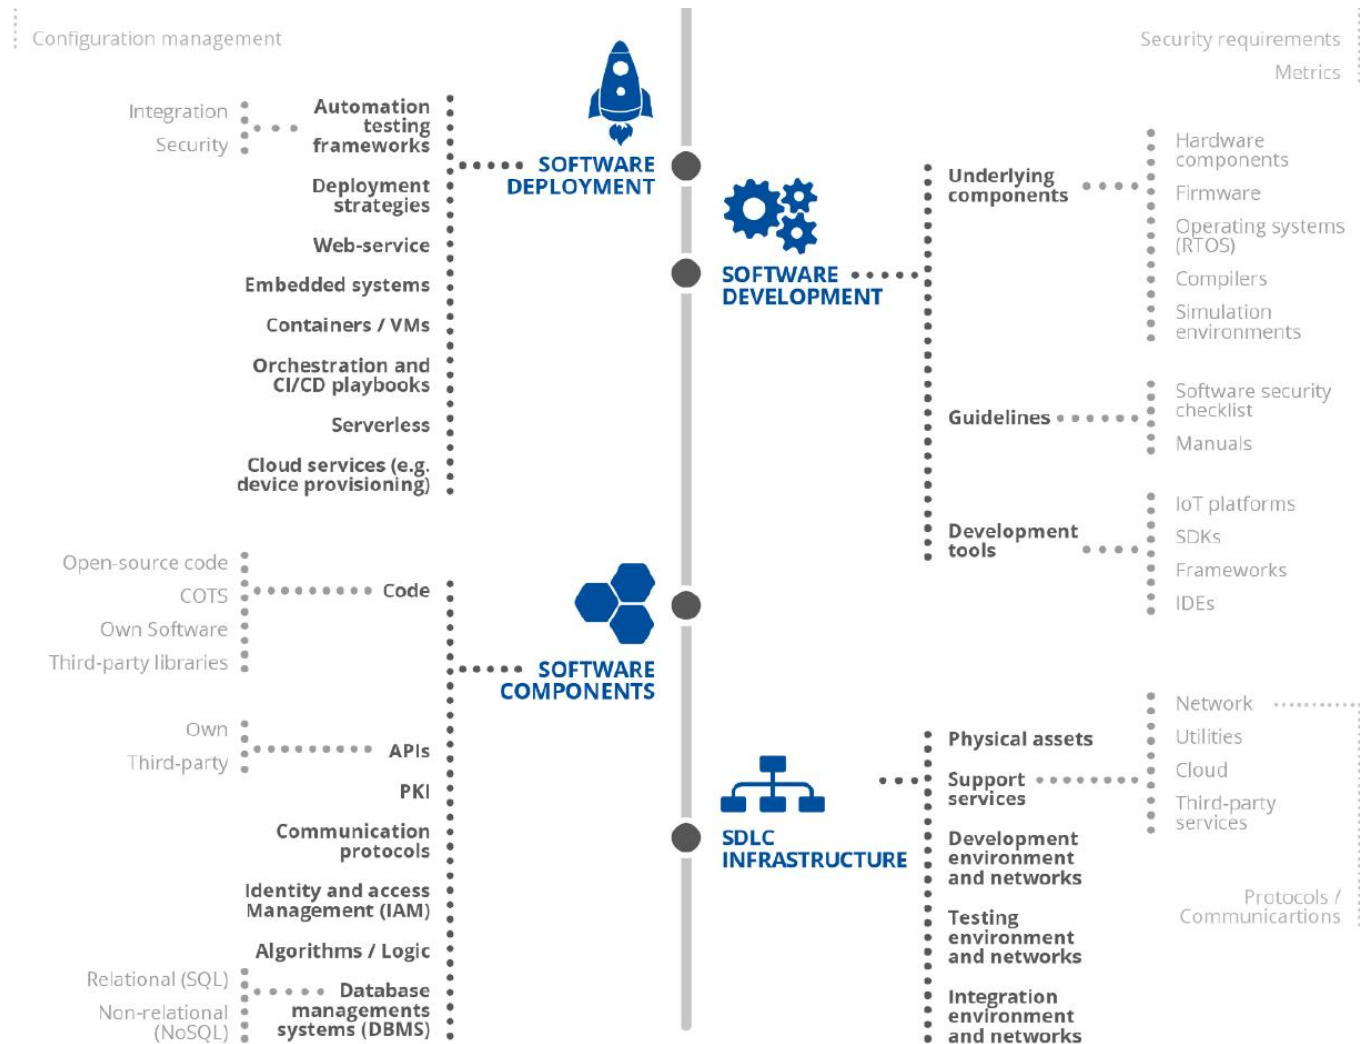 Configuration management
Security requirements
Metrics
Integration
Security
Automation
testing
frameworks
Deployment
strategies
Web-service
Embedded systems
Containers / VMs
Orchestration and
CI/CD playbooks
Serverless
Cloud services (e.g.
device provisioning)
SOFTWARE
DEPLOYMENT
SOFTWARE
DEVELOPMENT
Underlying
components
Hardware
components
Firmware
Operating systems
(RTOS)
Compilers
Simulation
environments
Guidelines
Software security
checklist
Manuals
Development
tools
IoT platforms
SDKs
Frameworks
IDEs
Open-source code
COTS
Own Software
Third-party libraries
Code
SOFTWARE
COMPONENTS
Own
Third-party
APIs
PKI
Communication
protocols
Identity and access
Management (IAM)
Algorithms / Logic
Relational (SQL)
Non-relational
(NoSQL)
Database
managements
systems (DBMS)
SDLC
INFRASTRUCTURE
Physical assets
Support
services
Network
Utilities
Cloud
Third-party
services
Development
environment
and networks
Protocols /
Communicartions
Testing
environment
and networks
Integration
environment
and networks